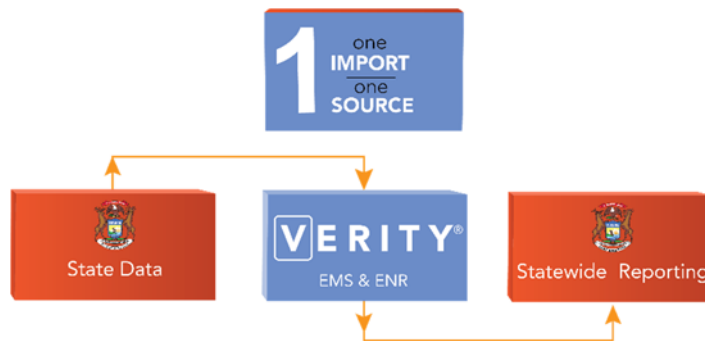 1
one
IMPORT
one
SOURCE
State Data
VERITY®
EMS & ENR
Statewide Reporting